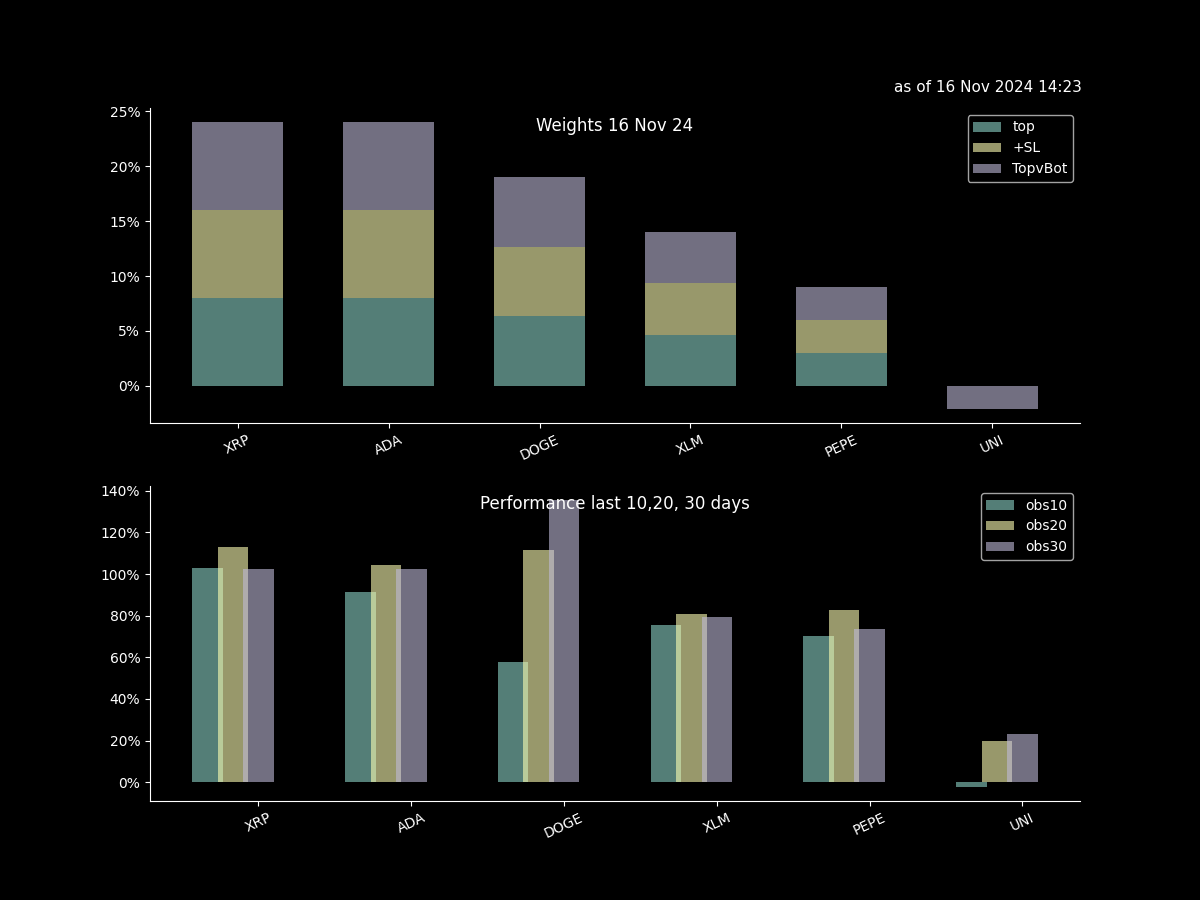 as of 16 Nov 2024 14:23
Weights 16 Nov 24
top
+SL
TopvBot
25%
20%
15%
10%
5%
0%
XRP ADA DOGE XLM PEPE UNI
Performance last 10,20, 30 days
obs10
obs20
obs30
140%
120%
100%
80%
60%
40%
20%
0%
XRP ADA DOGE XLM PEPE UNI